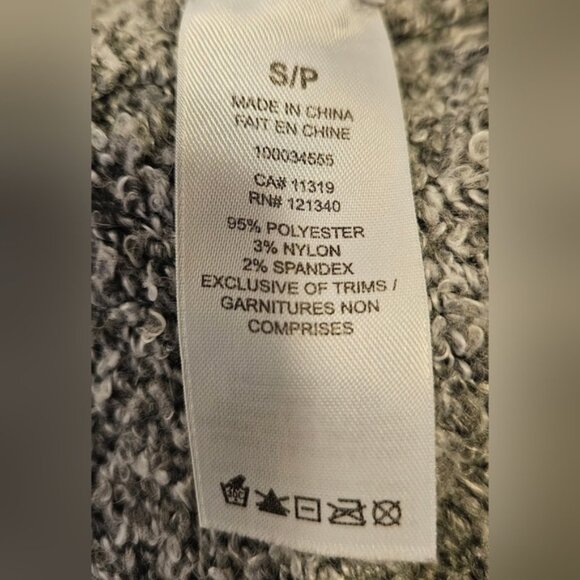 S/P
MADE IN CHINA
FAIT EN CHINE
100034555
CA# 11319
RN# 121340
95% POLYESTER
3% NYLON
2% SPANDEX
EXCLUSIVE OF TRIMS /
GARNITURES NON
COMPRISES